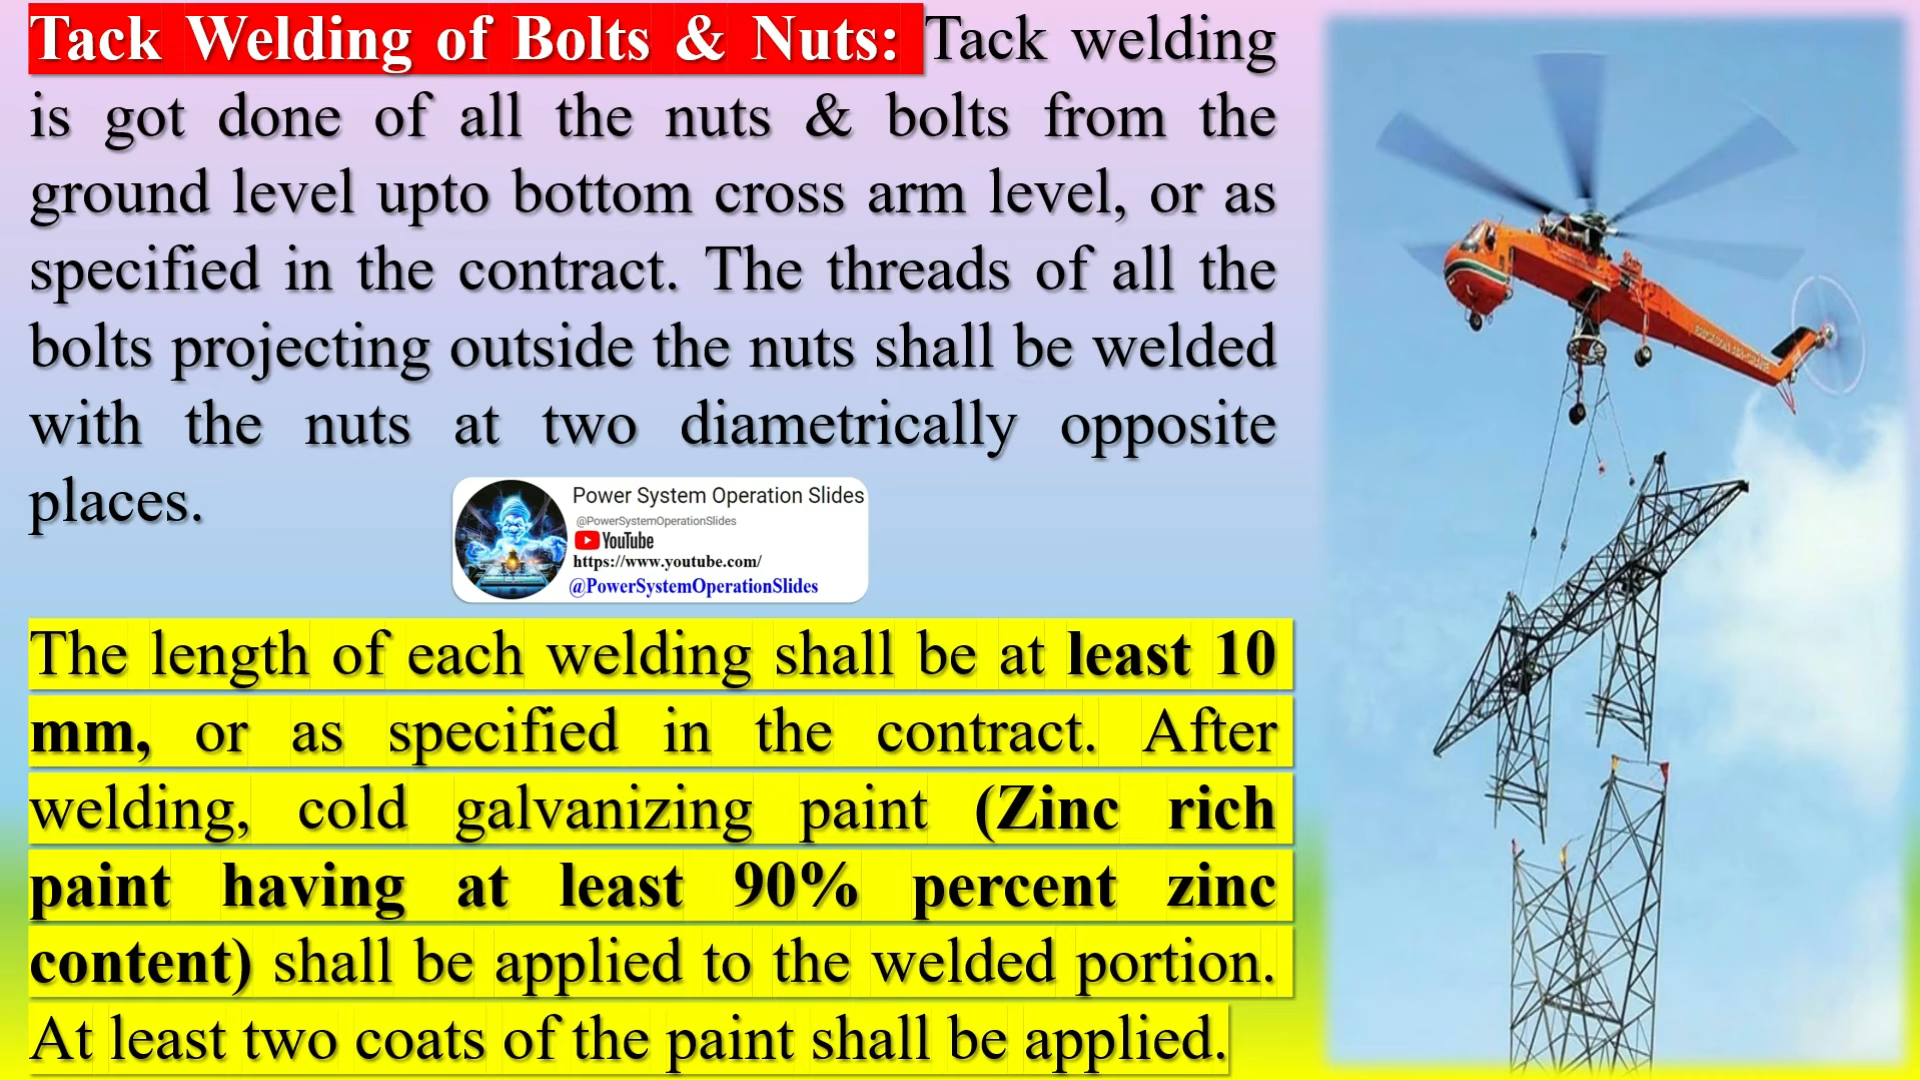 Tack Welding of Bolts & Nuts: Tack welding
is got done of all the nuts & bolts from the
ground level upto bottom cross arm level, or as
specified in the contract. The threads of all the
bolts projecting outside the nuts shall be welded
with the nuts at two diametrically opposite
places.
Power System Operation Slides
@PowerSystemOperationSlides
YouTube
https://www.youtube.com/
@PowerSystemOperationSlides
The length of each welding shall be at least 10
mm, or as specified in the contract. After
welding, cold galvanizing paint (Zinc rich
paint having at least 90% percent zinc
content) shall be applied to the welded portion.
At least two coats of the paint shall be applied.